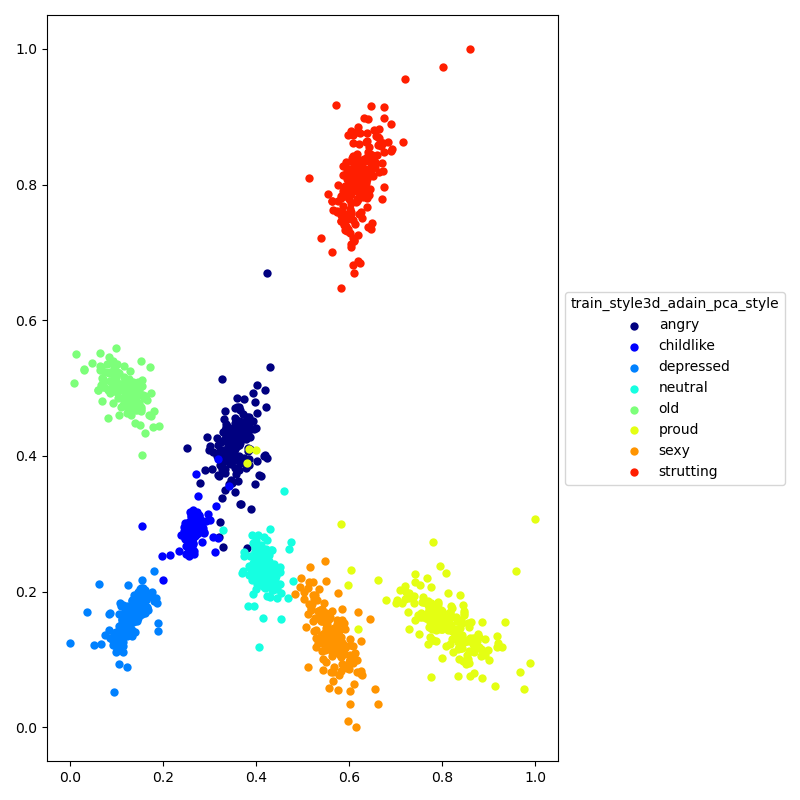 1.0
0.8
0.6
0.4
0.2
0.0
0.0 0.2 0.4 0.6 0.8 1.0
train_style3d_adain_pca_style
angry
childlike
depressed
neutral
old
proud
sexy
strutting